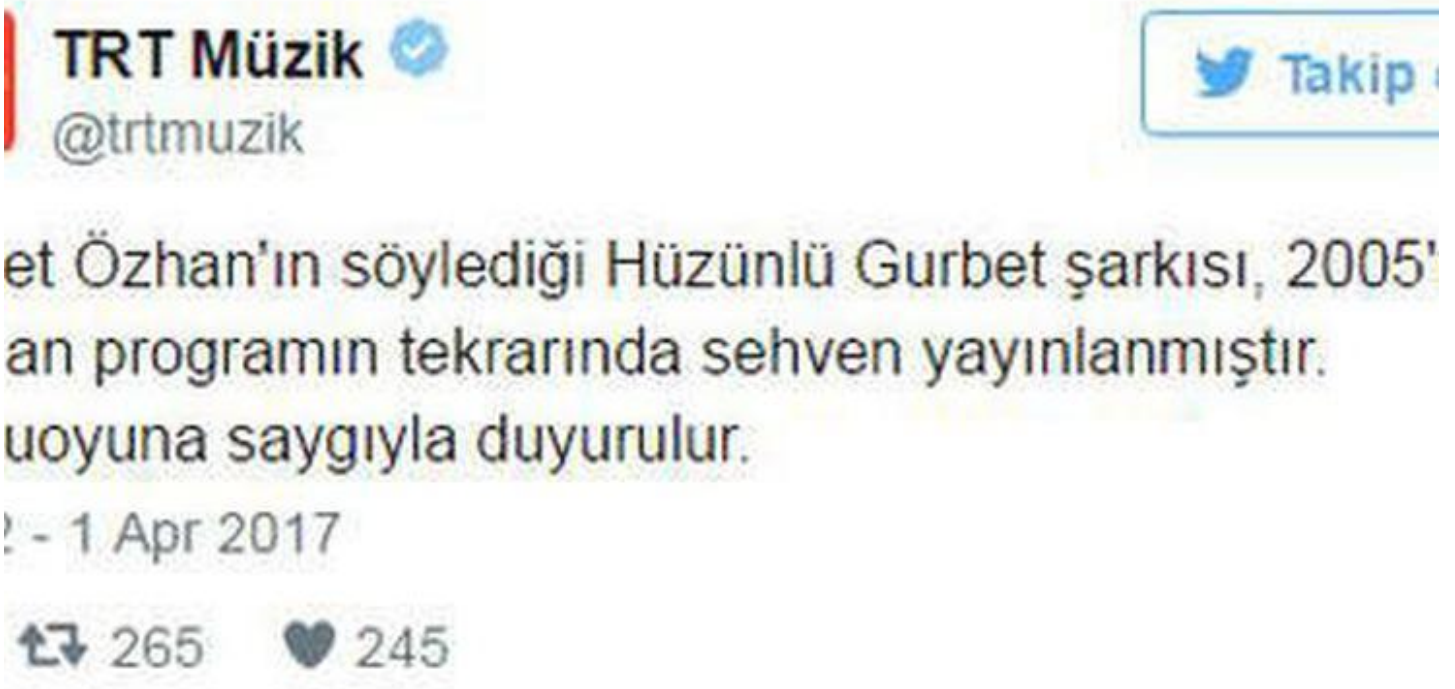 TRT Müzik
@trtmuzik
Takip
et Özhan'ın söylediği Hüzünlü Gurbet şarkısı, 2005'
an programın tekrarında sehven yayınlanmıştır.
uoyuna saygıyla duyurulur.
- 1 Apr 2017
265 245